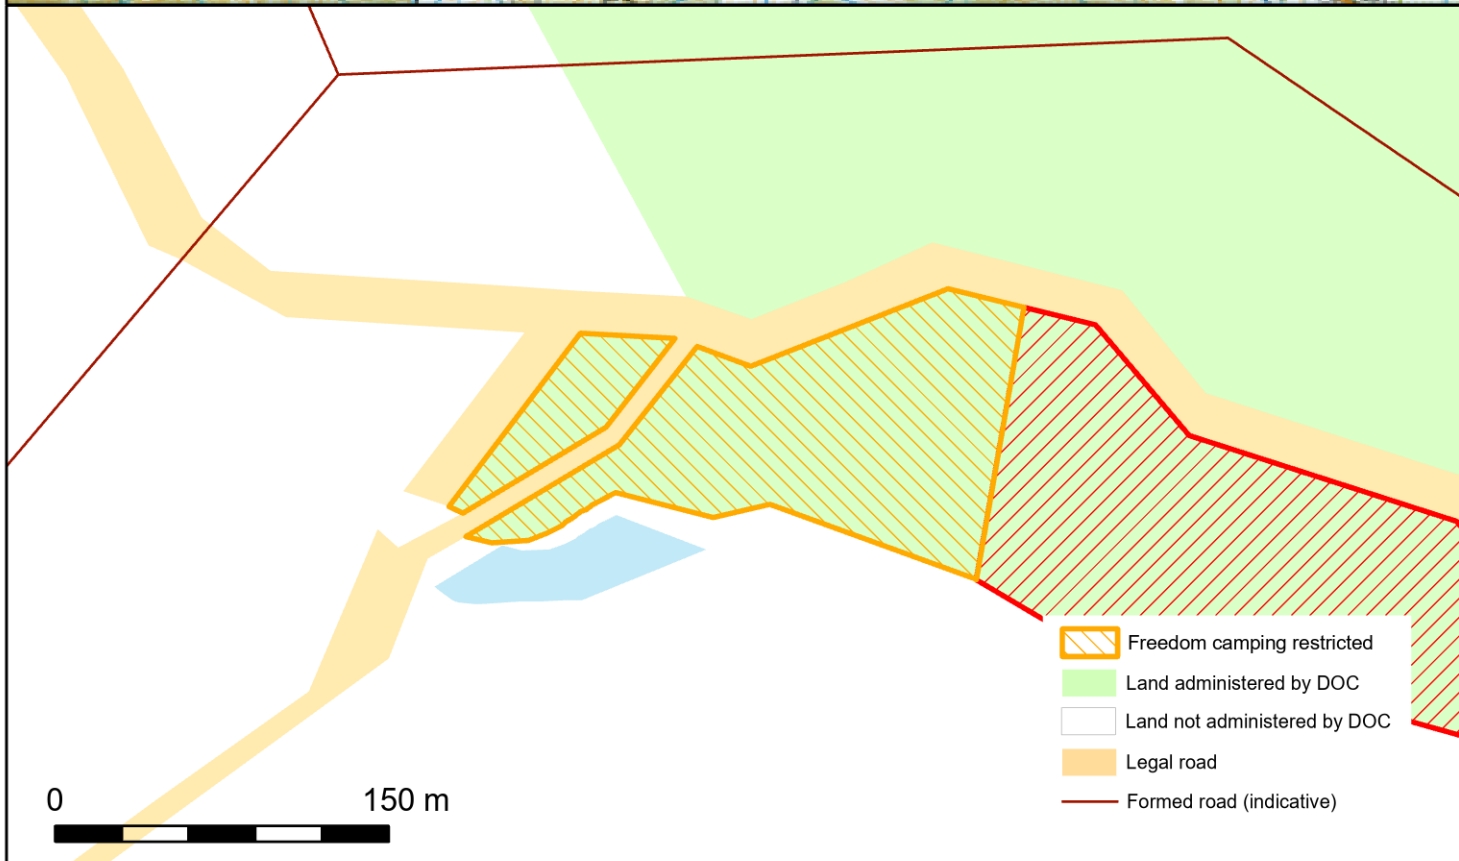 Freedom camping restricted
Land administered by DOC
Land not administered by DOC
Legal road
Formed road (indicative)
0 150 m